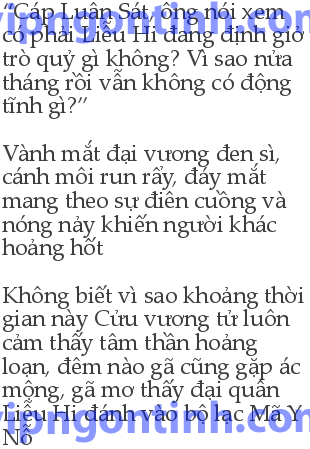 “Cáp Luân Sát, ông nói xem
có phải Liễu Hi đang định giở
trò quỷ gì không? Vì sao nửa
tháng rồi vẫn không có động
tĩnh gì?”
Vành mắt đại vương đen sì,
cánh môi run rẩy, đáy mắt
mang theo sự điên cuồng và
nóng nảy khiến người khác
hoảng hốt
Không biết vì sao khoảng thời
gian này Cửu vương tử luôn
cảm thấy tâm thần hoảng
loạn, đêm nào gã cũng gặp ác
mộng, gã mơ thấy đại quân
Liễu Hi đánh vào bộ lạc Mã Y
Nỗ
vipngontinh.com
vipngontinh.com